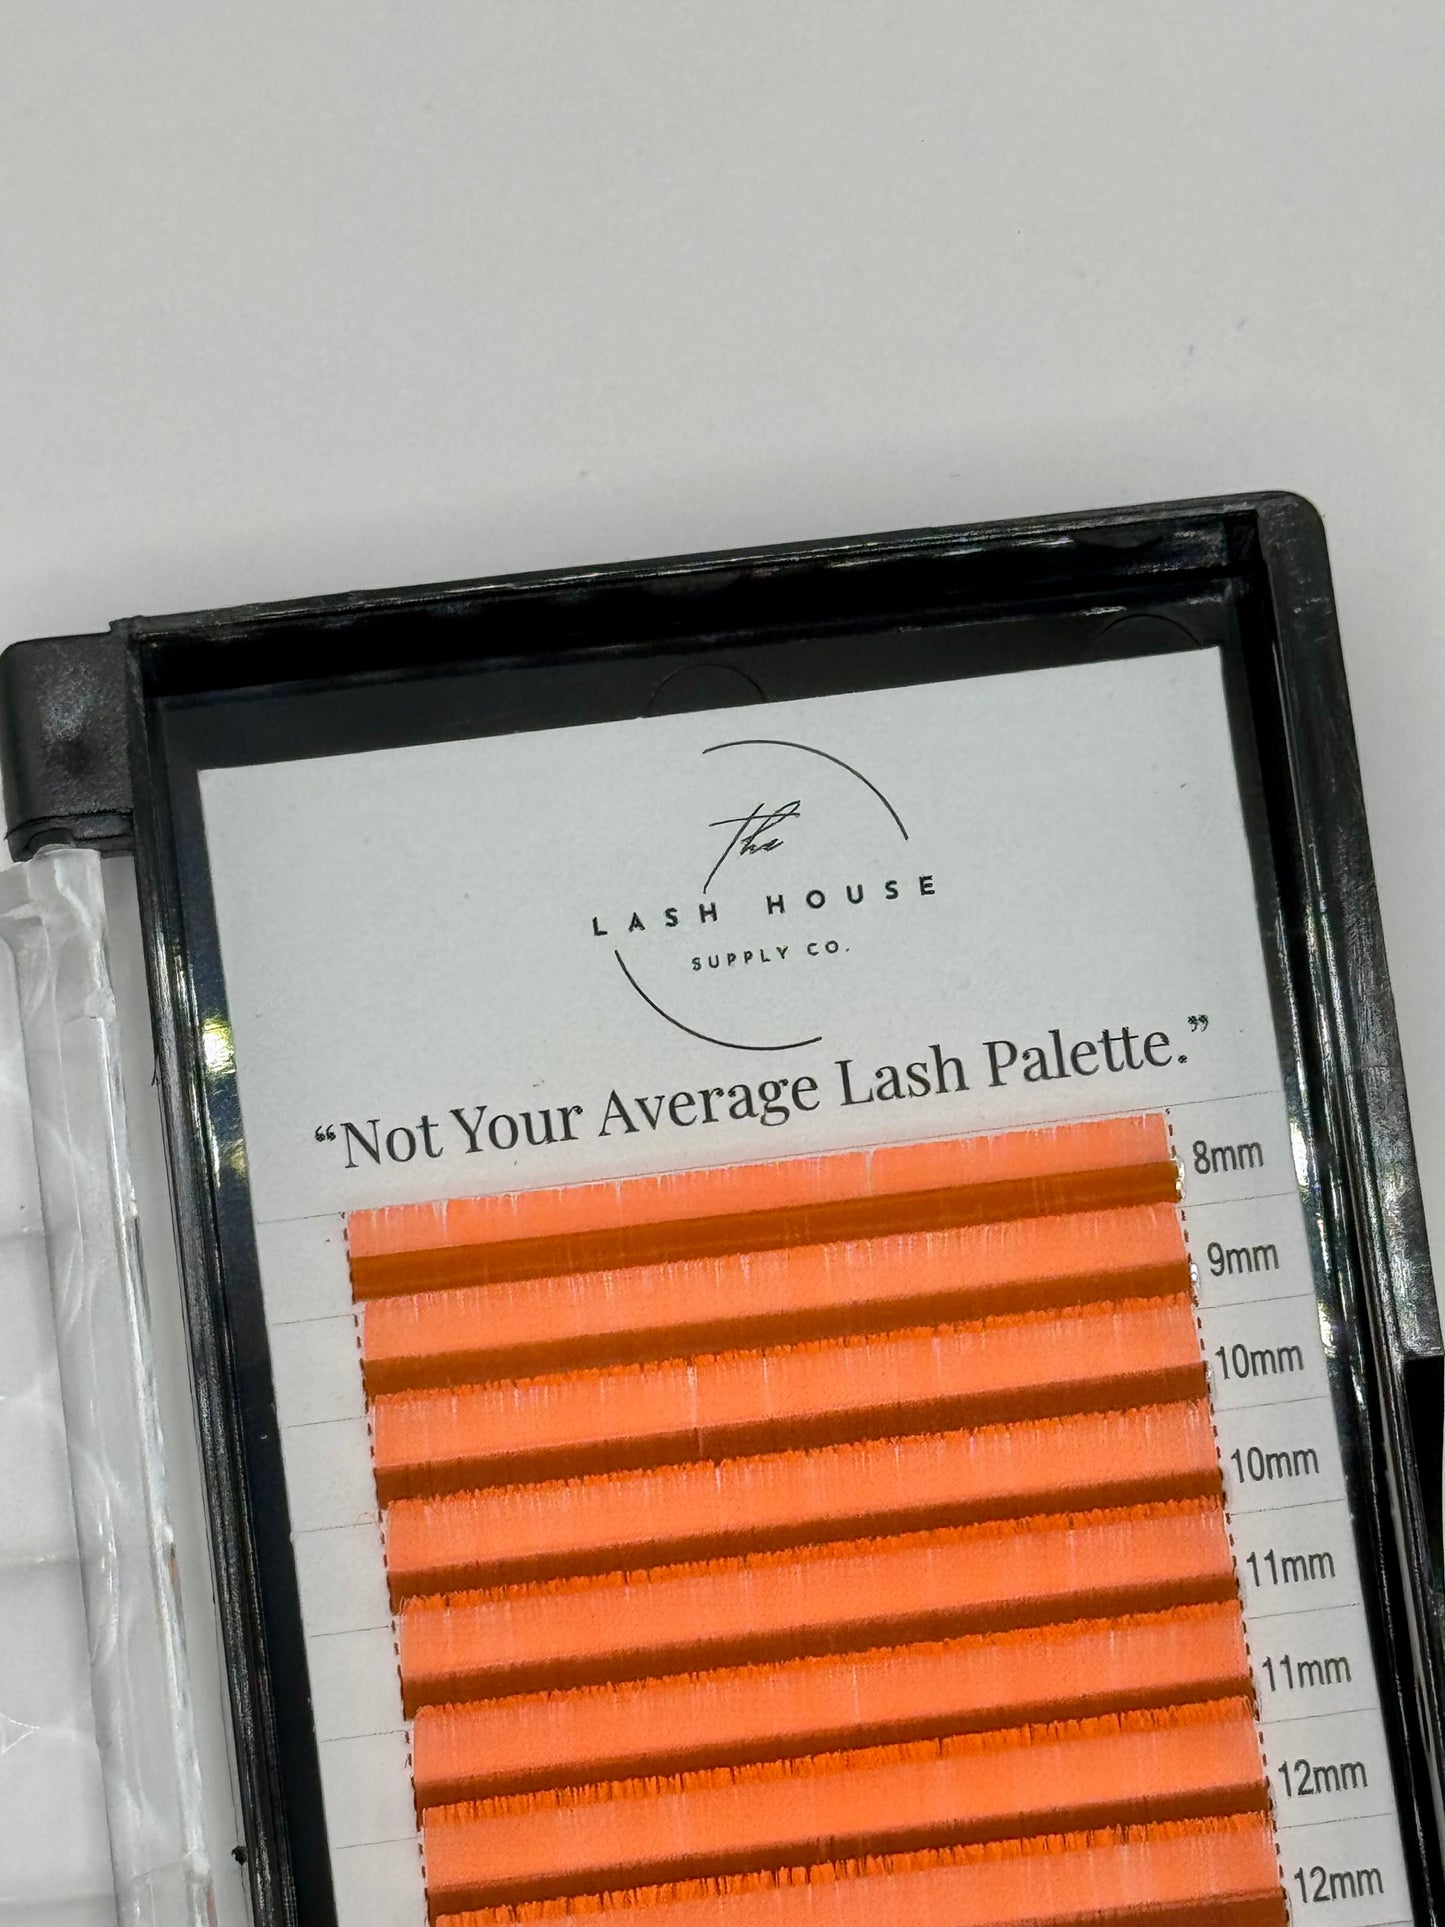 The
LASH HOUSE
SUPPLY CO.
“Not Your Average Lash Palette.”
8mm
9mm
10mm
10mm
11mm
11mm
12mm
12mm